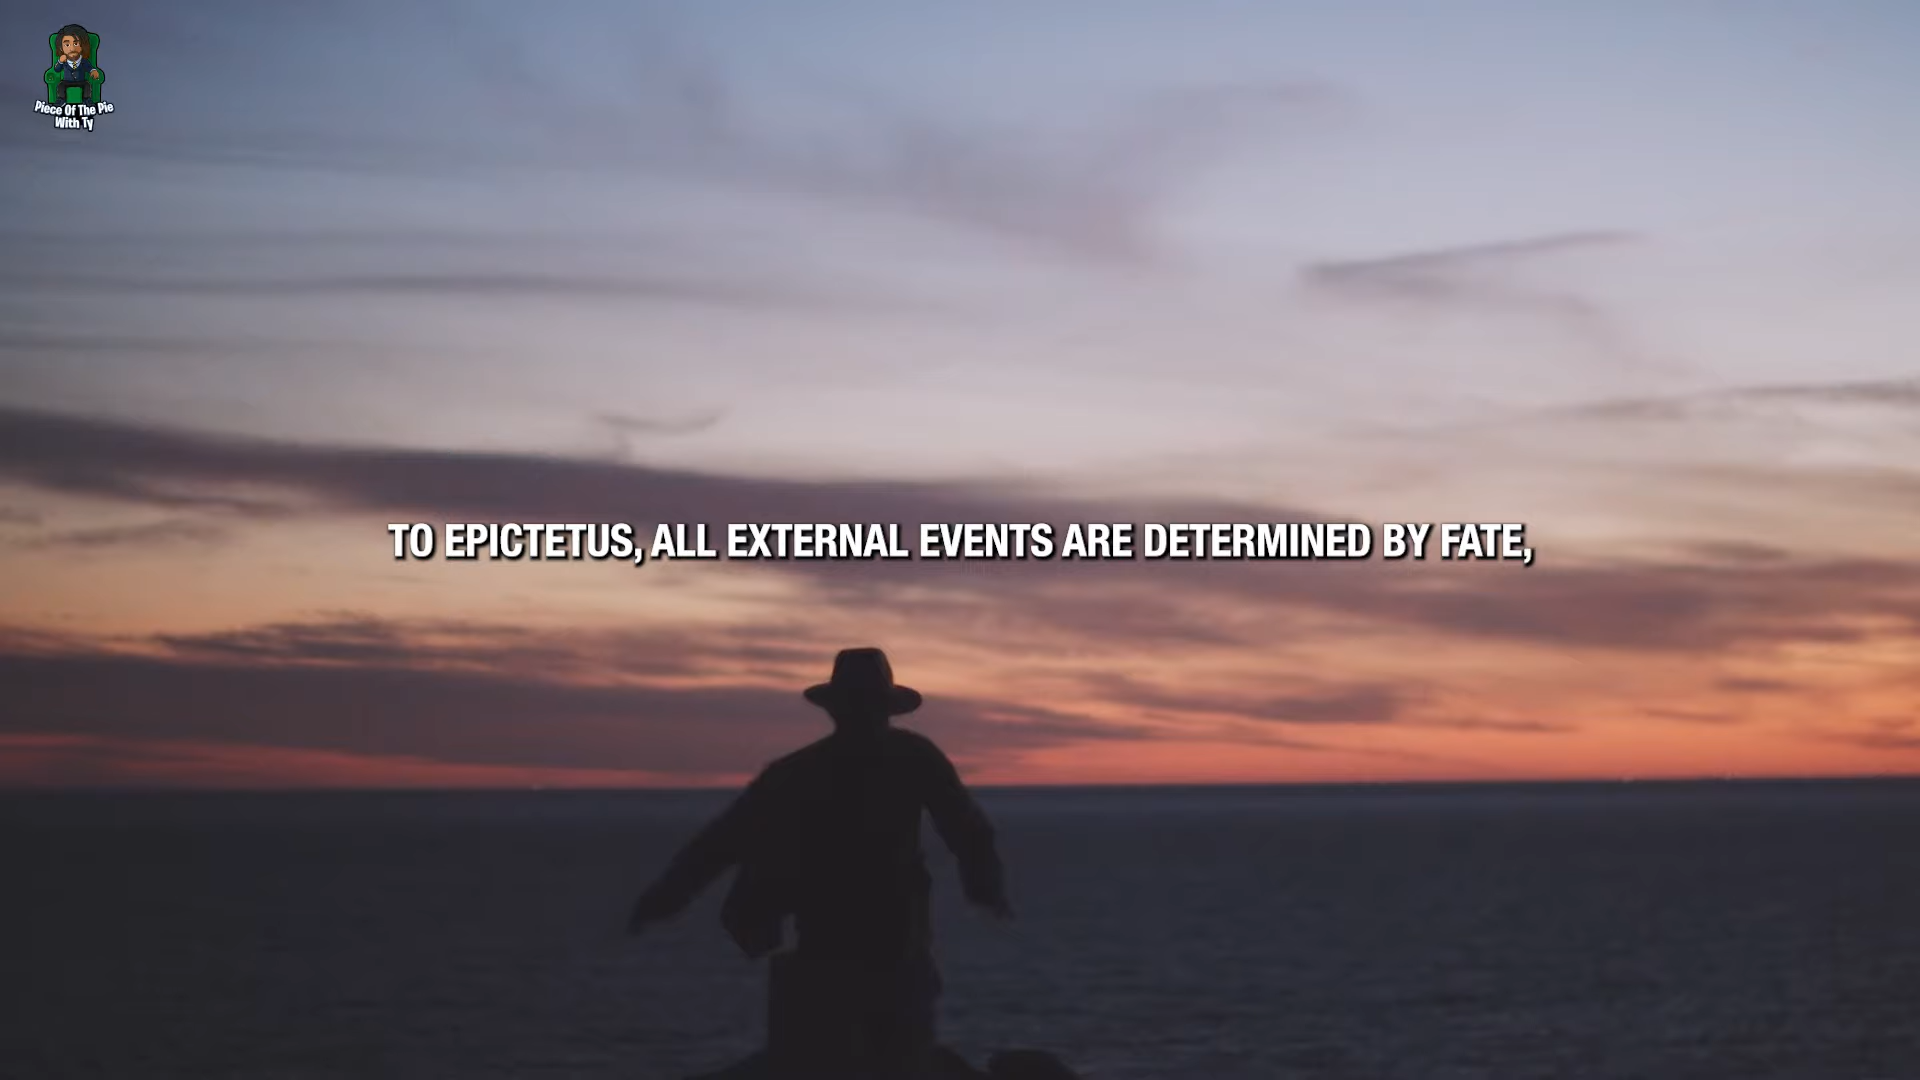 Piece Of The Pie
With Ty
TO EPICTETUS, ALL EXTERNAL EVENTS ARE DETERMINED BY FATE,